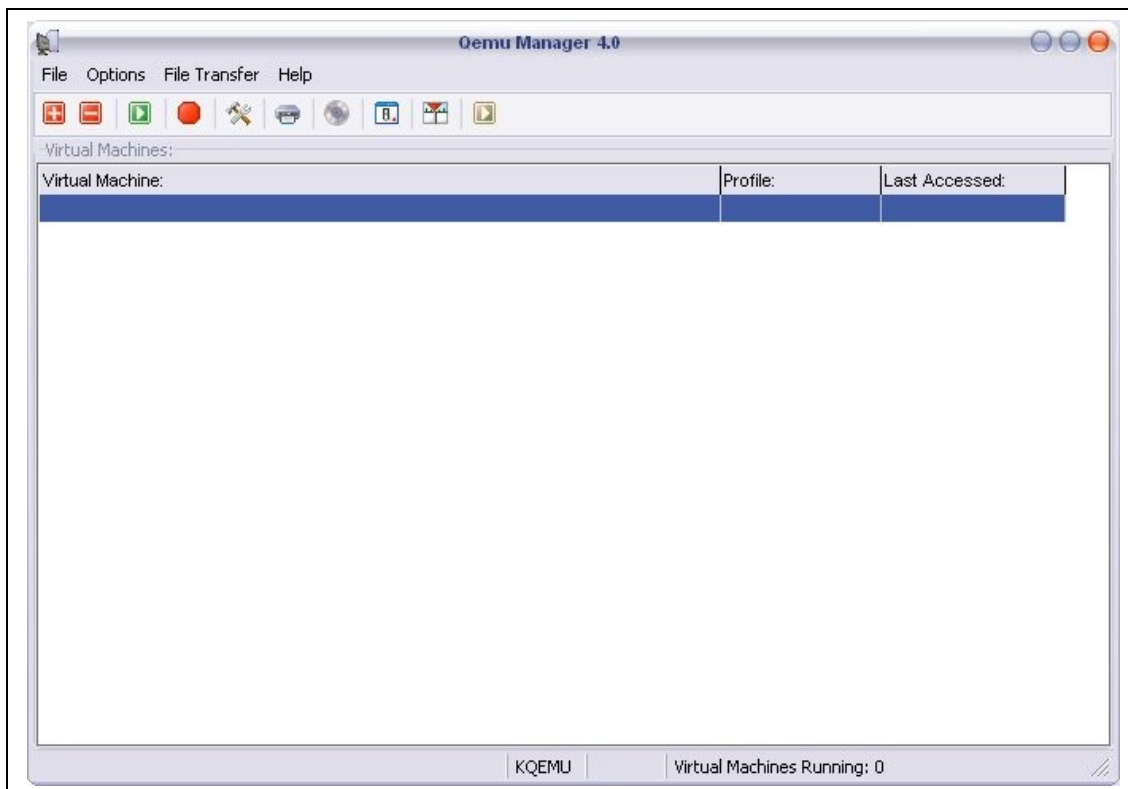 Qemu Manager 4.0
File Options File Transfer Help
Virtual Machines:
Virtual Machine: Profile: Last Accessed:
KQEMU Virtual Machines Running: 0